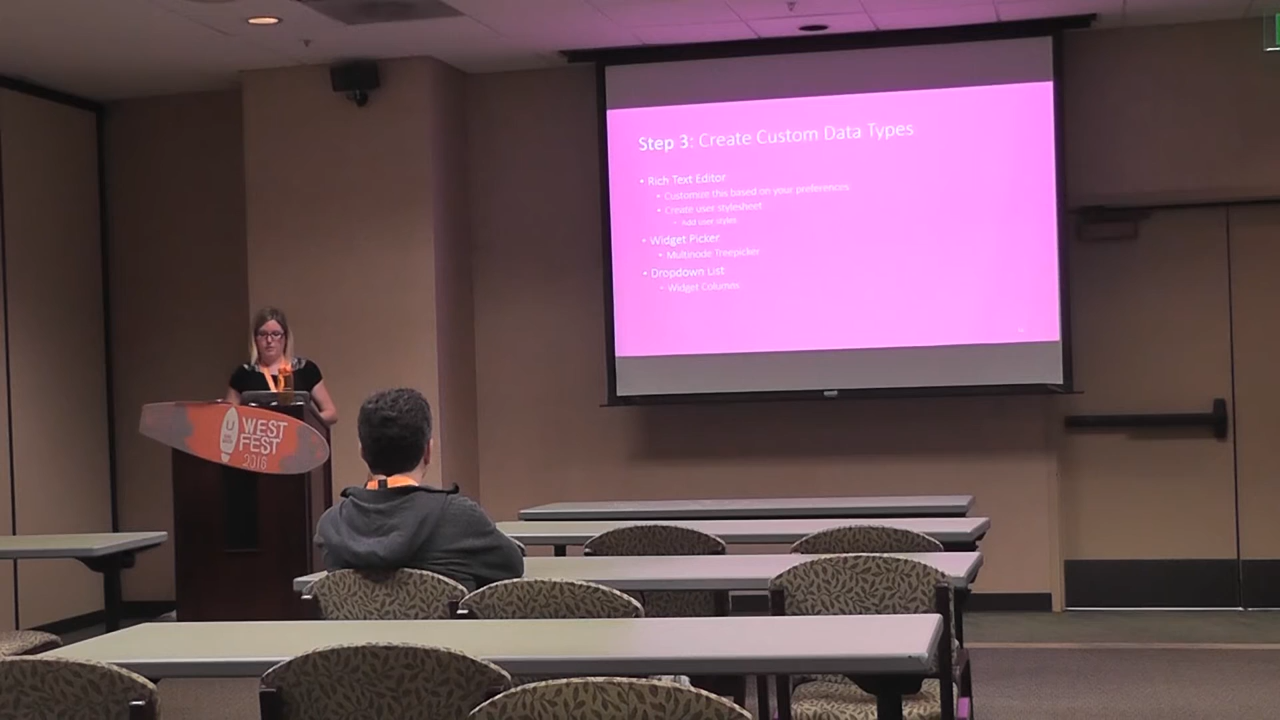 Step 3: Create Custom Data Types
• Rich Text Editor
• Customize this based on your preferences
• Create user stylesheet
• Add user styles
• Widget Picker
• Multinode Treepicker
• Dropdown List
• Widget Columns
U
WEST
FEST
2016